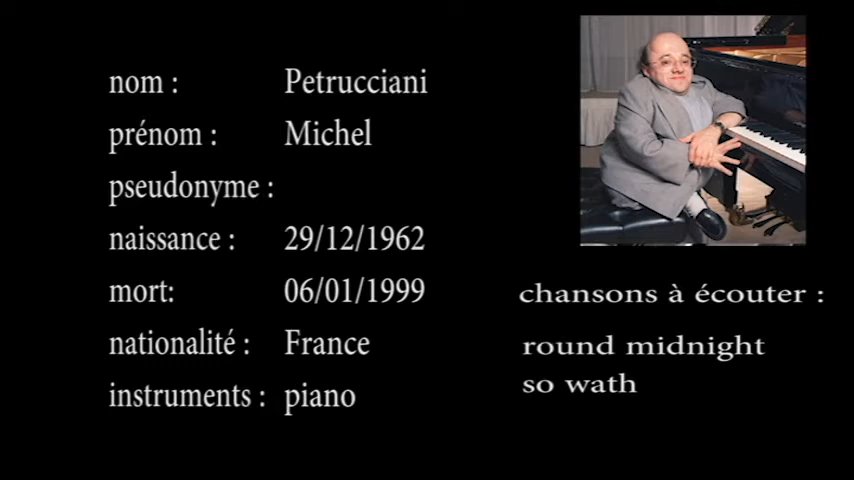 nom : Petrucciani
prénom : Michel
pseudonyme :
naissance : 29/12/1962
mort: 06/01/1999
nationalité : France
instruments : piano
chansons à écouter :
round midnight
so wath